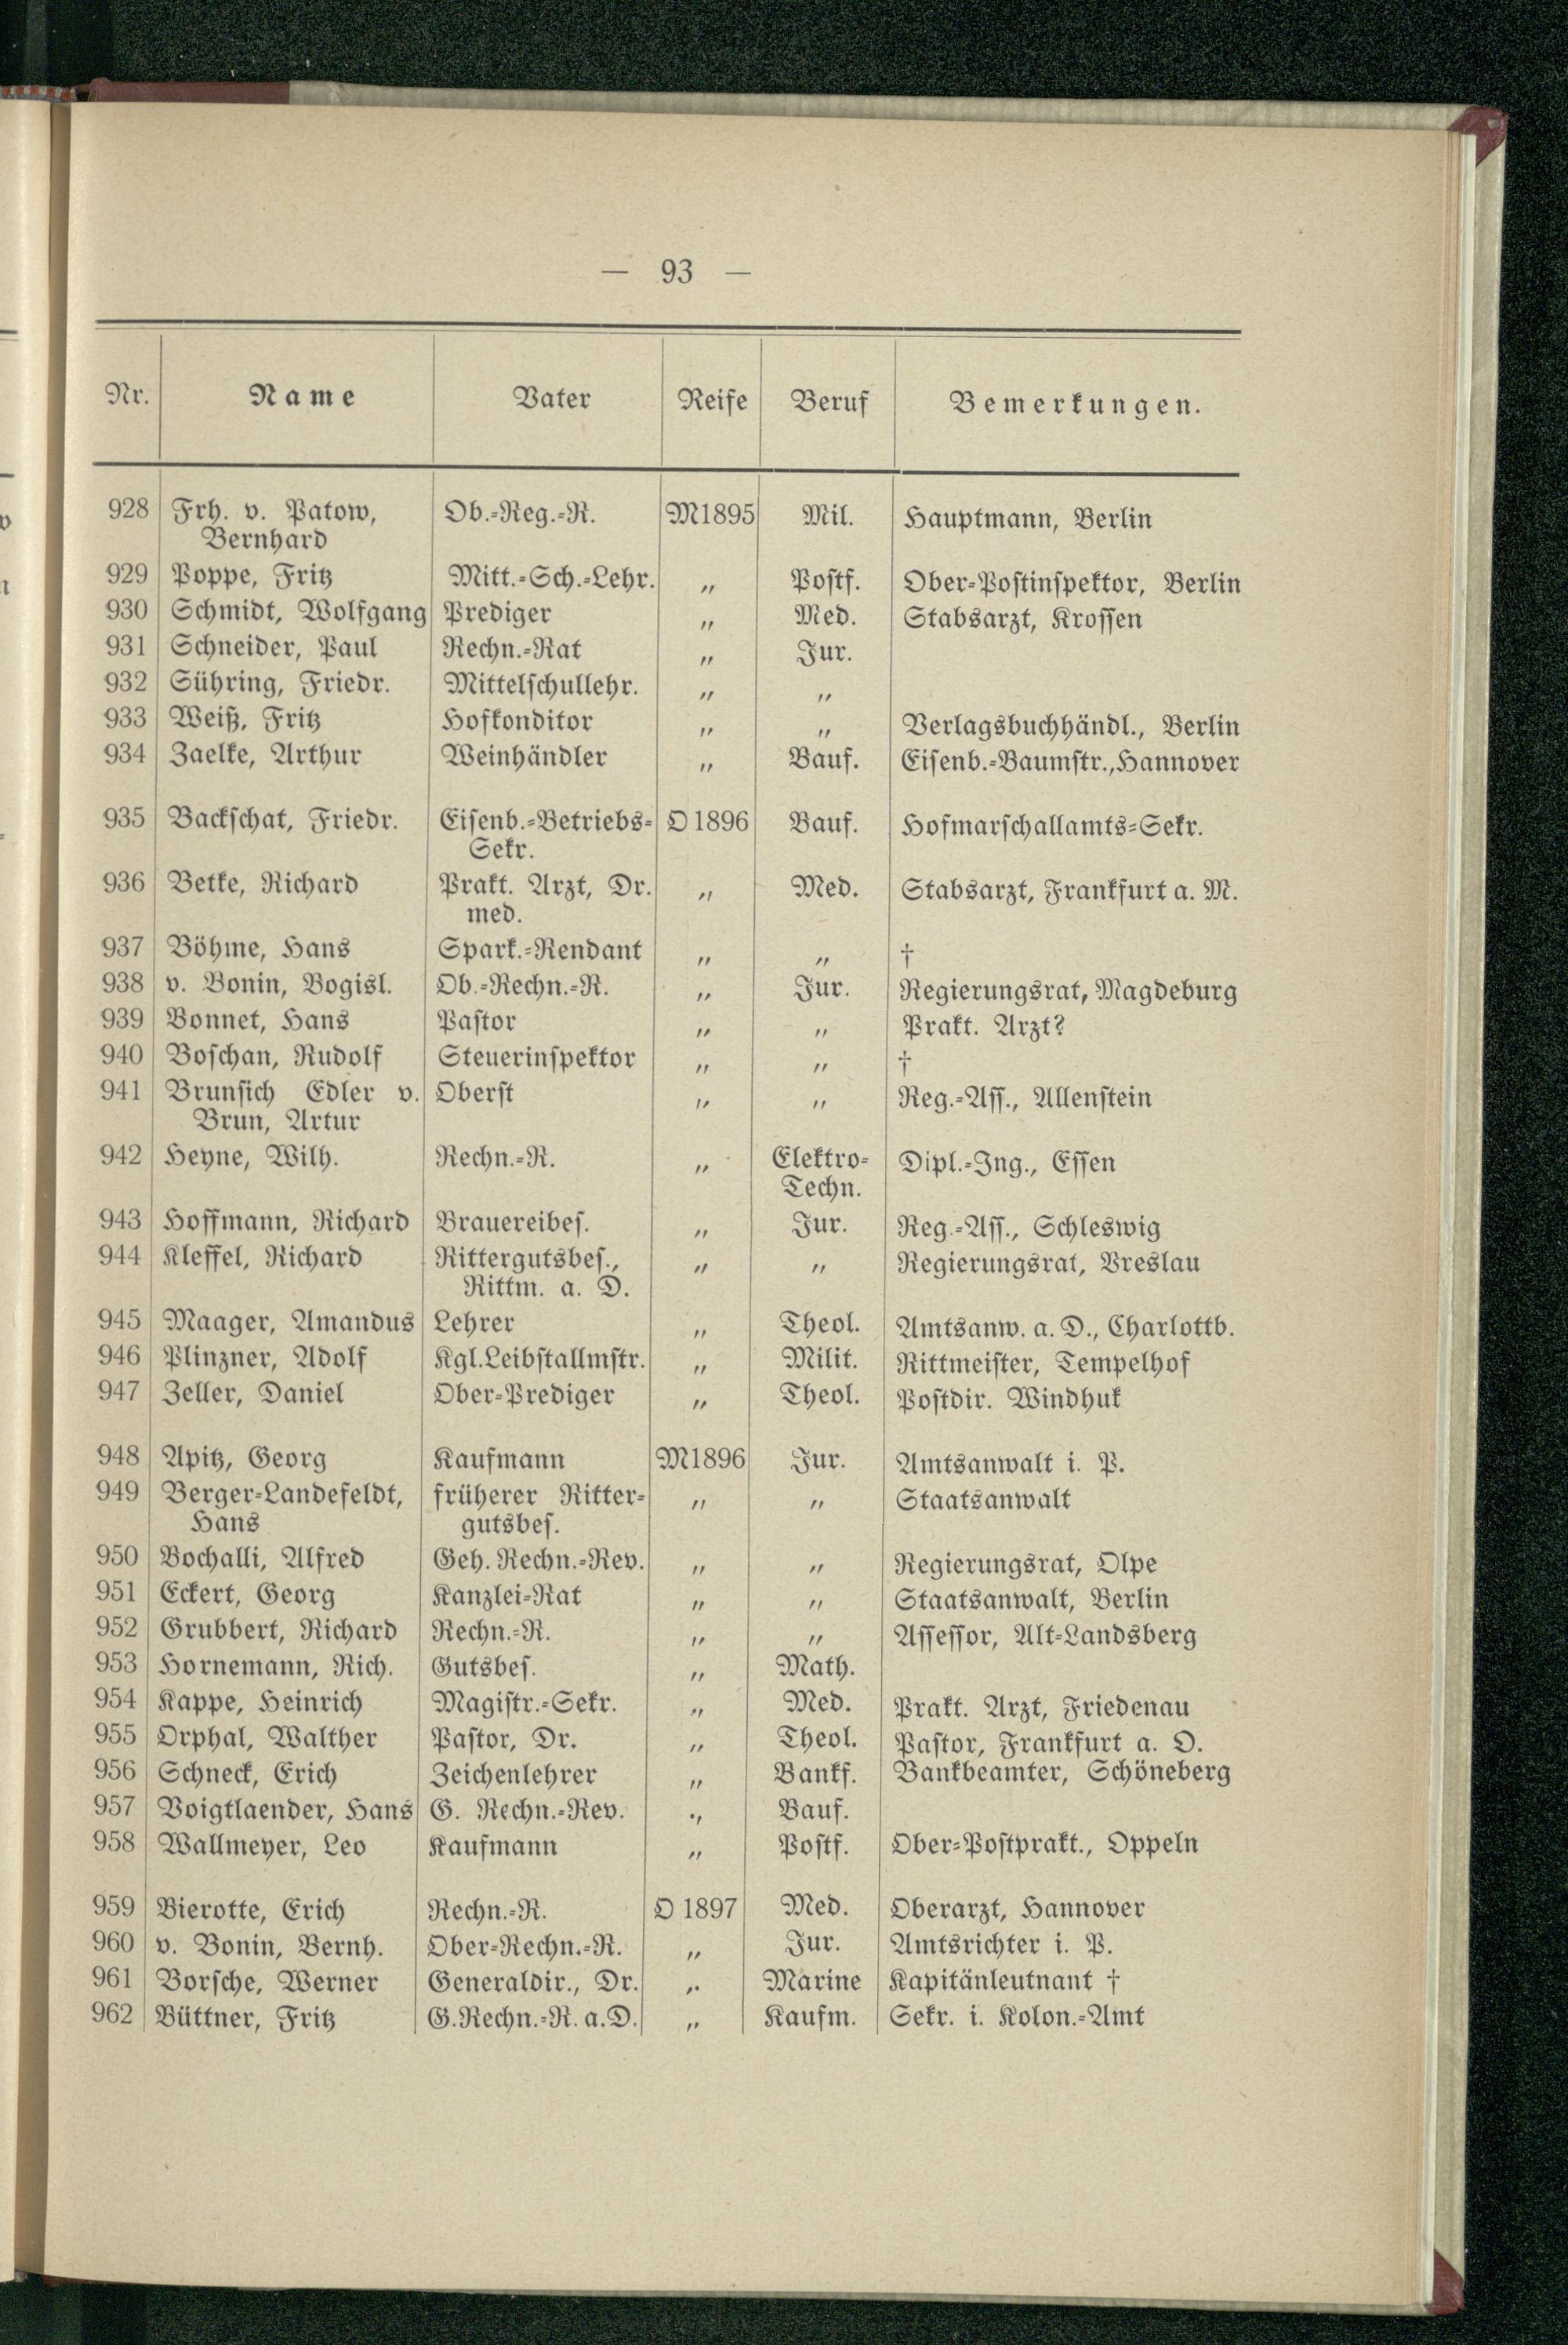 — 93 —
Nr. Name Vater Reife Beruf Bemerkungen.
928 Frh. v. Patow, Ob.-Reg.-R. M1895 Mil. Hauptmann, Berlin
Bernhard
929 Poppe, Fritz Mitt.-Sch.-Lehr. „ Postf. Ober-Postinspektor, Berlin
930 Schmidt, Wolfgang Prediger „ Med. Stabsarzt, Krossen
931 Schneider, Paul Rechn.-Rat „ Jur.
932 Sühring, Friedr. Mittelschullehr. „ „
933 Weiß, Fritz Hofkonditor „ „ Verlagsbuchhändl., Berlin
934 Zaelke, Arthur Weinhändler „ Bauf. Eisenb.-Baumstr., Hannover
935 Backschat, Friedr. Eisenb.-Betriebs- O 1896 Bauf. Hofmarschallamts-Sekr.
Sekr.
936 Betke, Richard Prakt. Arzt, Dr. „ Med. Stabsarzt, Frankfurt a. M.
med.
937 Böhme, Hans Spark.-Rendant „ „ †
938 v. Bonin, Bogisl. Ob.-Rechn.-R. „ Jur. Regierungsrat, Magdeburg
939 Bonnet, Hans Pastor „ „ Prakt. Arzt?
940 Boschan, Rudolf Steuerinspektor „ „ †
941 Brunsich Edler v. Oberst „ „ Reg.-Ass., Allenstein
Brun, Artur
942 Heyne, Wilh. Rechn.-R. „ Elektro- Dipl.-Ing., Essen
Techn.
943 Hoffmann, Richard Brauereibes. „ Jur. Reg.-Ass., Schleswig
944 Kleffel, Richard Rittergutsbes., „ „ Regierungsrat, Breslau
Rittm. a. D.
945 Maager, Amandus Lehrer „ Theol. Amtsanw. a. D., Charlottb.
946 Plinzner, Adolf Kgl. Leibstallmstr. „ Milit. Rittmeister, Tempelhof
947 Zeller, Daniel Ober-Prediger „ Theol. Postdir. Windhuk
948 Apitz, Georg Kaufmann M1896 Jur. Amtsanwalt i. P.
949 Berger-Landefeldt, früherer Ritter- „ „ Staatsanwalt
Hans gutsbes.
950 Bochalli, Alfred Geh. Rechn.-Rev. „ „ Regierungsrat, Olpe
951 Eckert, Georg Kanzlei-Rat „ „ Staatsanwalt, Berlin
952 Grubbert, Richard Rechn.-R. „ „ Assessor, Alt-Landsberg
953 Hornemann, Rich. Gutsbes. „ Math.
954 Kappe, Heinrich Magistr.-Sekr. „ Med. Prakt. Arzt, Friedenau
955 Orphal, Walther Pastor, Dr. „ Theol. Pastor, Frankfurt a. O.
956 Schneck, Erich Zeichenlehrer „ Bankf. Bankbeamter, Schöneberg
957 Voigtlaender, Hans G. Rechn.-Rev. „ Bauf.
958 Wallmeyer, Leo Kaufmann „ Postf. Ober-Postprakt., Oppeln
959 Bierotte, Erich Rechn.-R. O 1897 Med. Oberarzt, Hannover
960 v. Bonin, Bernh. Ober-Rechn.-R. „ Jur. Amtsrichter i. P.
961 Borsche, Werner Generaldir., Dr. „ Marine Kapitänleutnant †
962 Büttner, Fritz G. Rechn.-R. a. D. „ Kaufm. Sekr. i. Kolon.-Amt